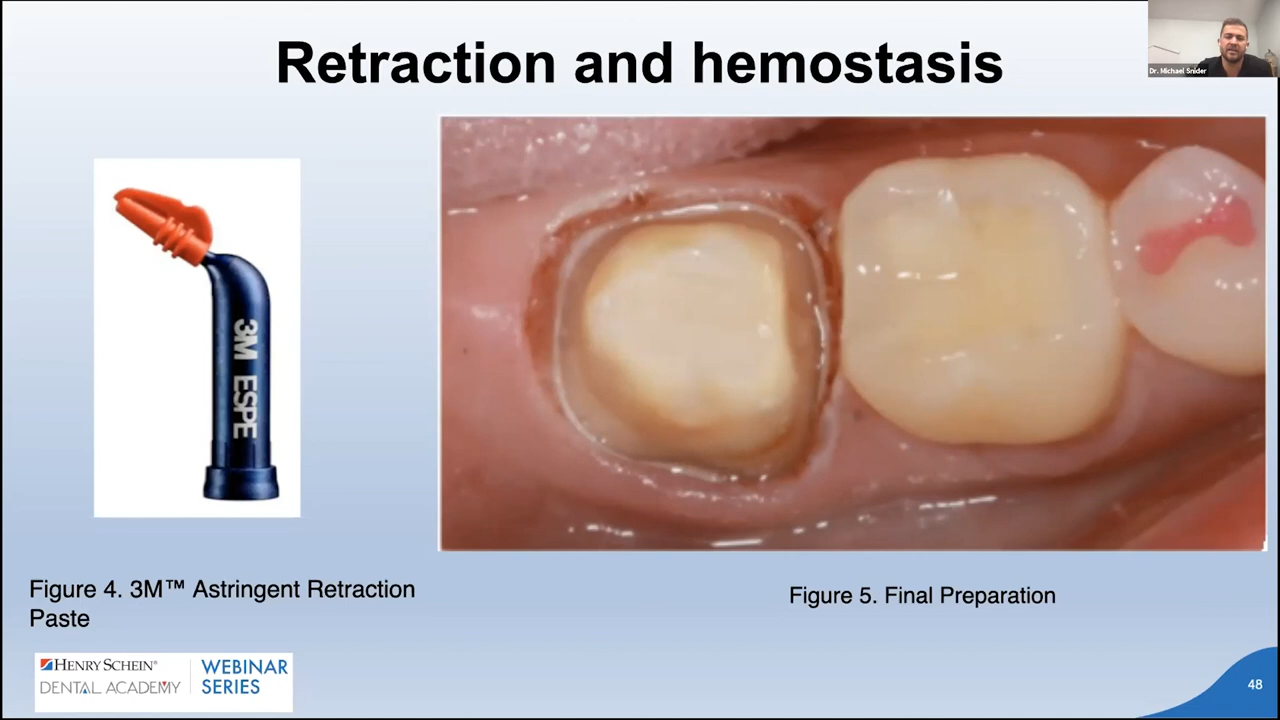 Retraction and hemostasis
Dr. Michael Snider
3M ESPE
Figure 4. 3M™ Astringent Retraction
Paste
Figure 5. Final Preparation
HENRY SCHEIN®
DENTAL ACADEMY
WEBINAR
SERIES
48